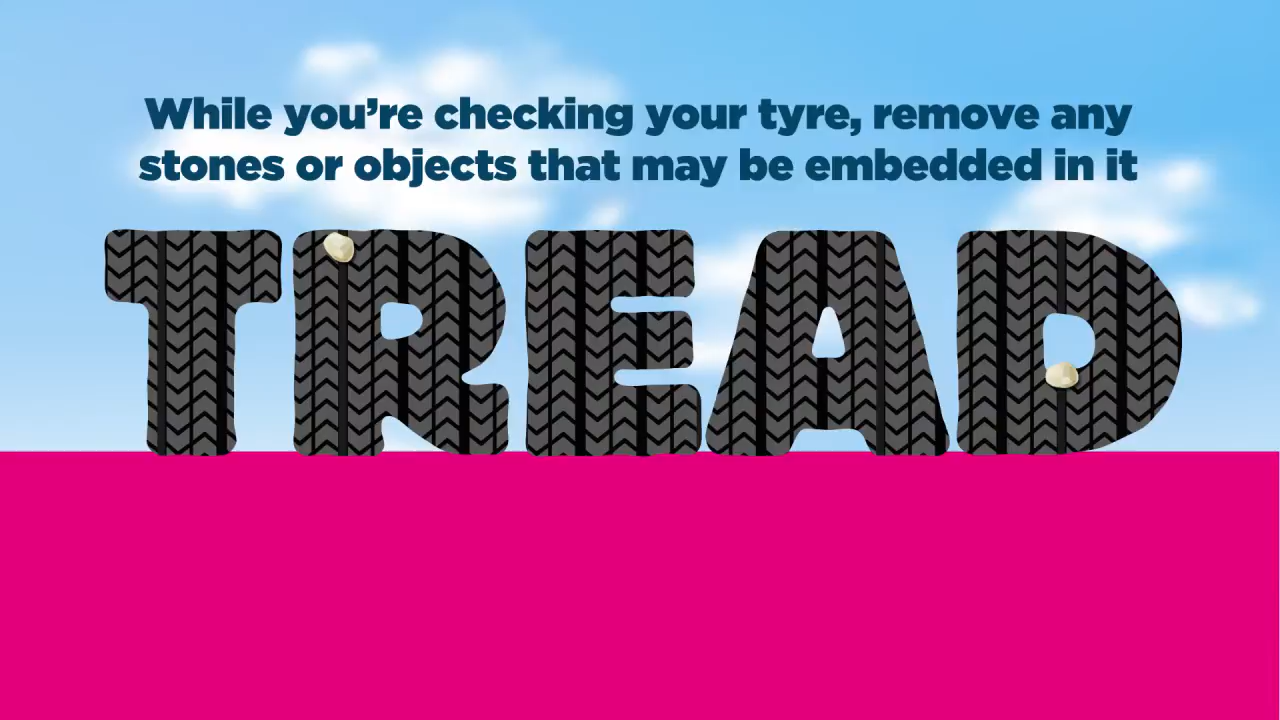 While you’re checking your tyre, remove any
stones or objects that may be embedded in it
TREAD